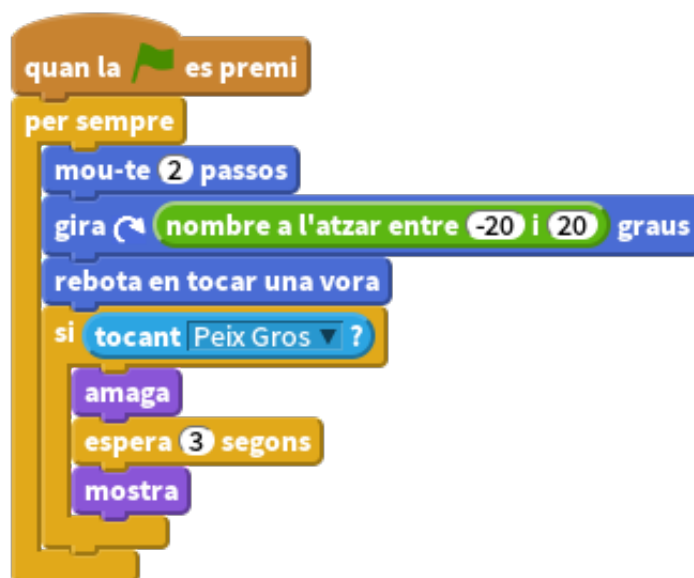 quan la es premi
per sempre
mou-te 2 passos
gira nombre a l'atzar entre -20 i 20 graus
rebota en tocar una vora
si tocant Peix Gros ?
amaga
espera 3 segons
mostra